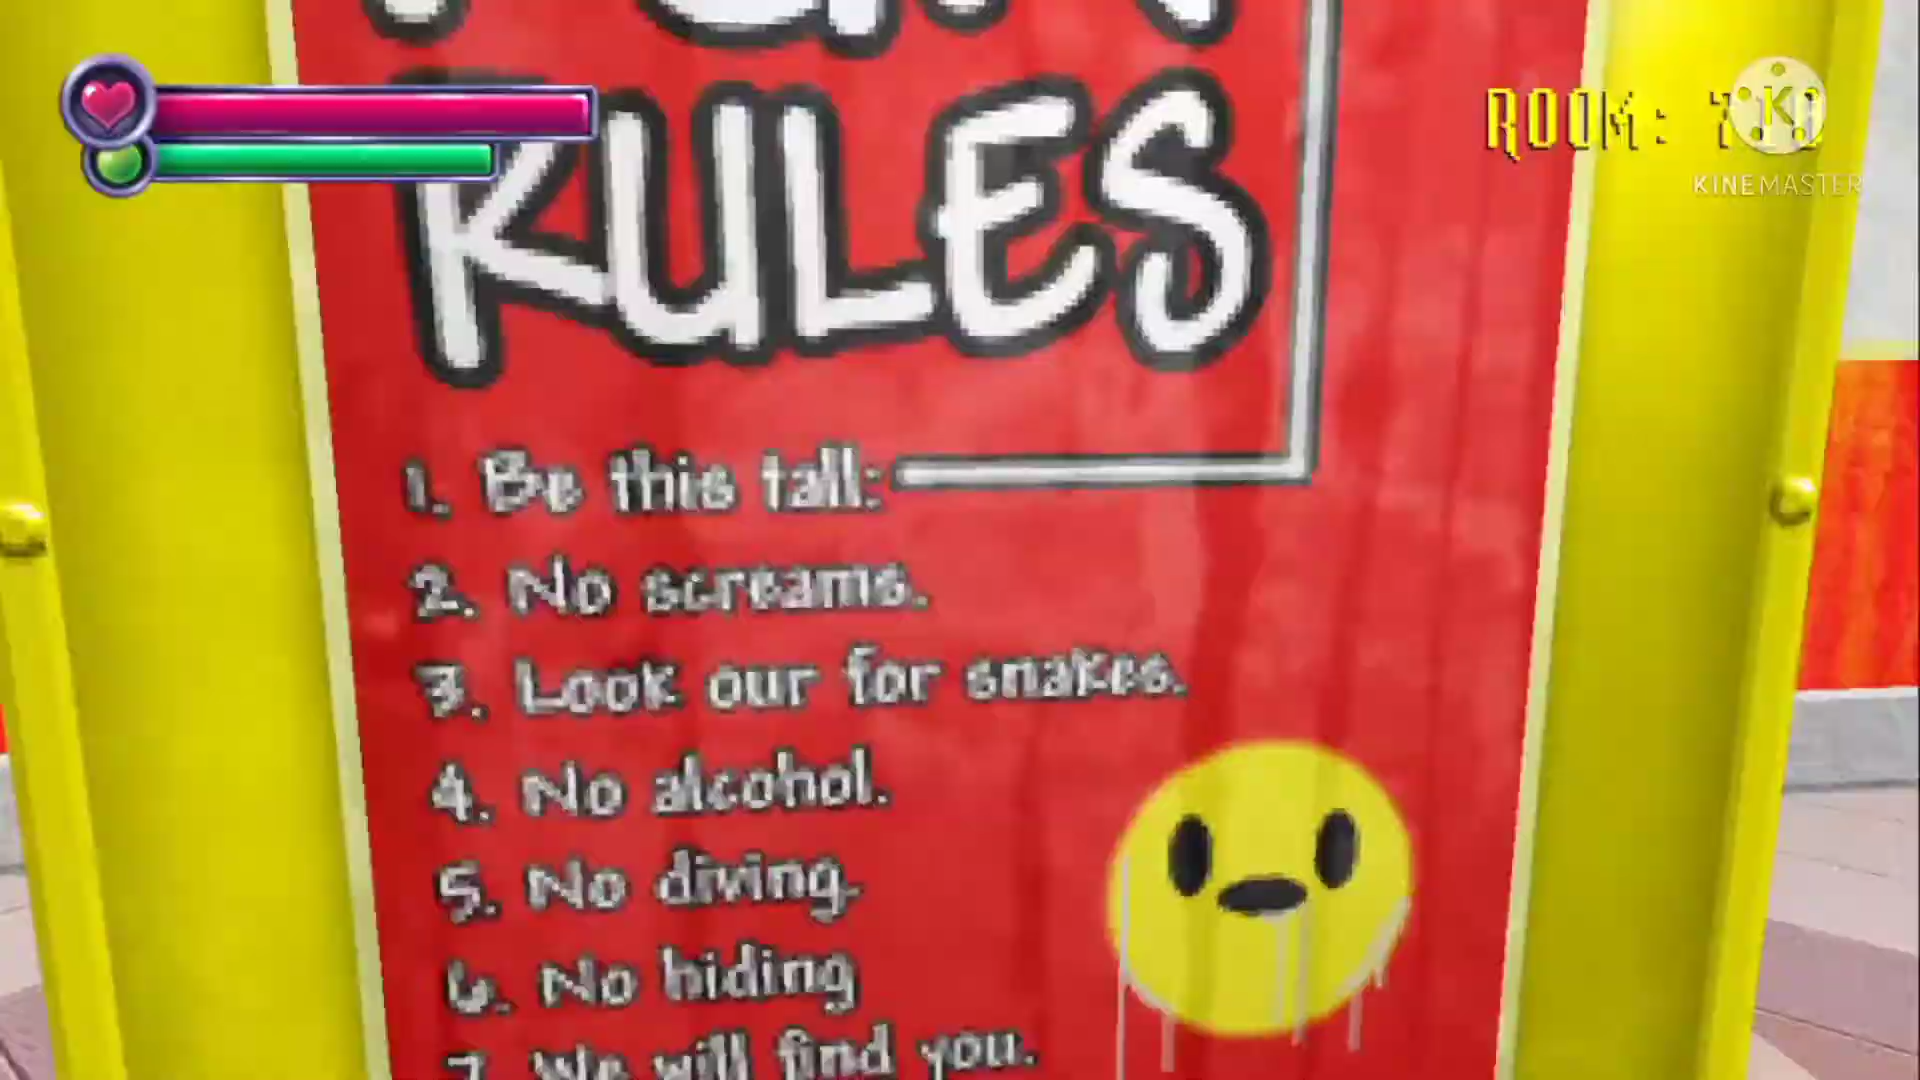 RULES
ROOM:
KINEMASTER
1. Be this tall:
2. No screams.
3. Look our for snakes.
4. No alcohol.
5. No diving.
6. No hiding
7. We will find you.